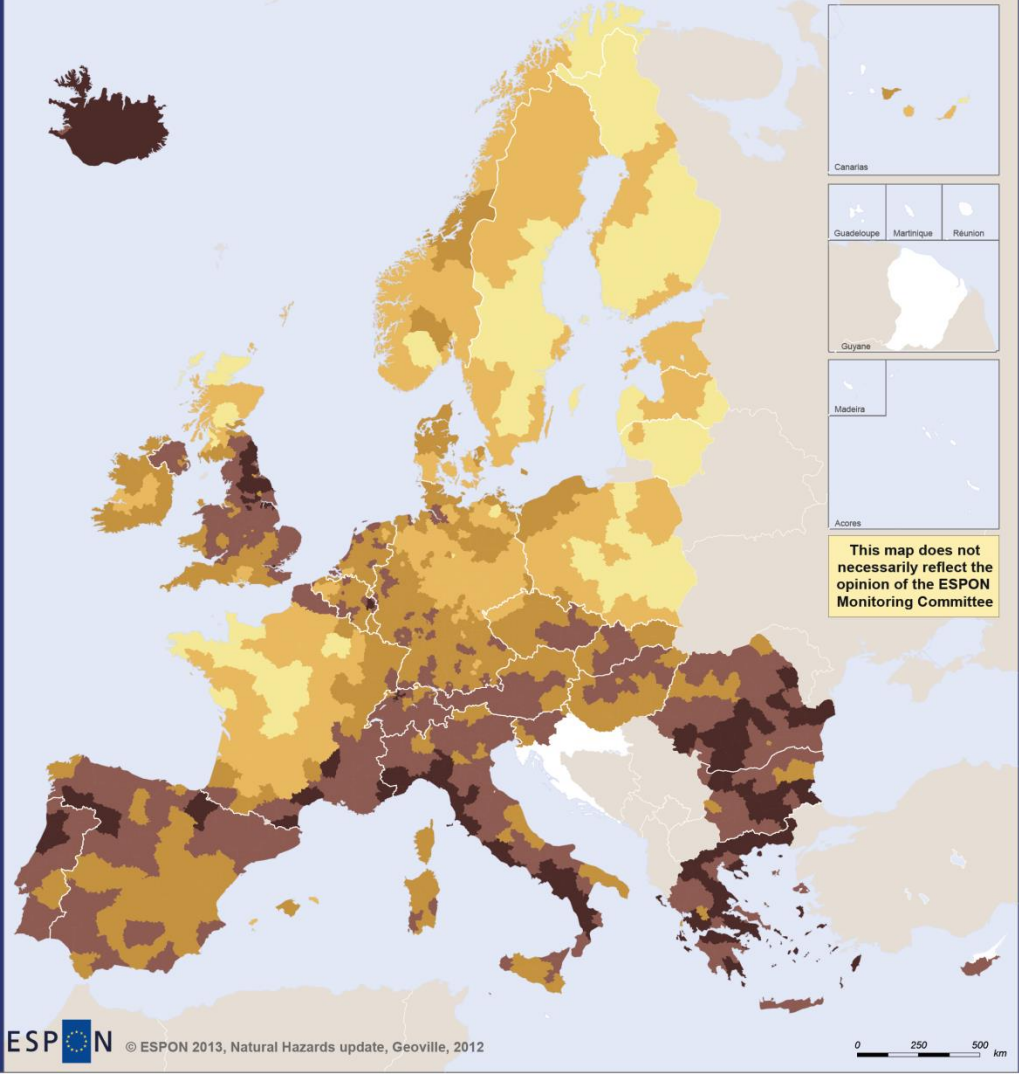 Canarias
Guadeloupe
Martinique
Réunion
Guyane
Madeira
Acores
This map does not
necessarily reflect the
opinion of the ESPON
Monitoring Committee
ESPON
© ESPON 2013, Natural Hazards update, Geoville, 2012
0 250 500
km